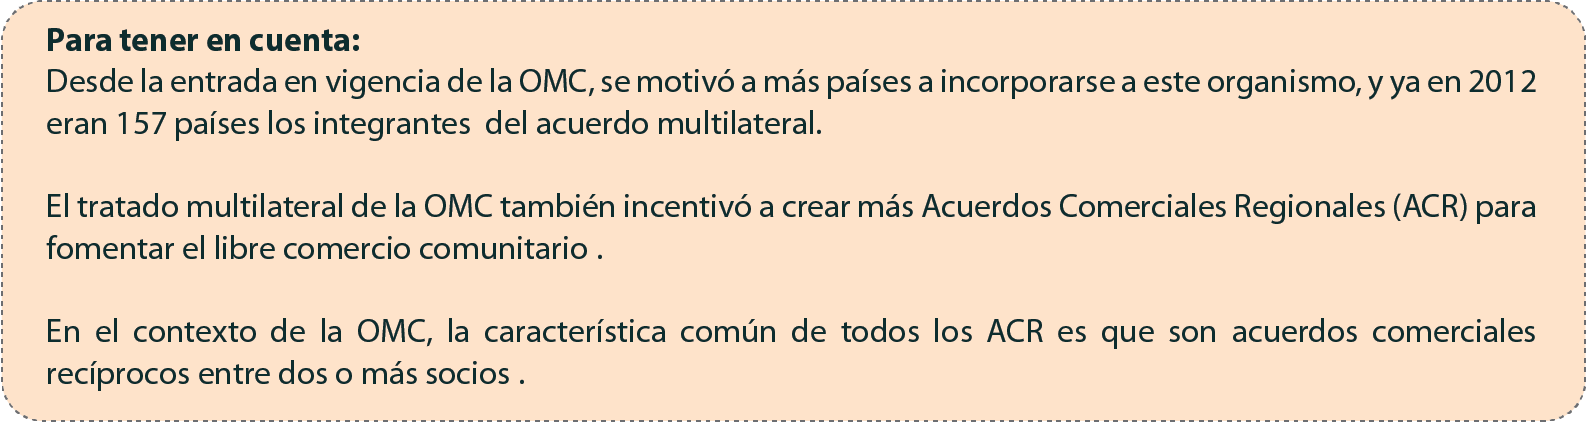 Para tener en cuenta:
Desde la entrada en vigencia de la OMC, se motivó a más países a incorporarse a este organismo, y ya en 2012
eran 157 países los integrantes  del acuerdo multilateral.
El tratado multilateral de la OMC también incentivó a crear más Acuerdos Comerciales Regionales (ACR) para
fomentar el libre comercio comunitario .
En el contexto de la OMC, la característica común de todos los ACR es que son acuerdos comerciales
recíprocos entre dos o más socios .